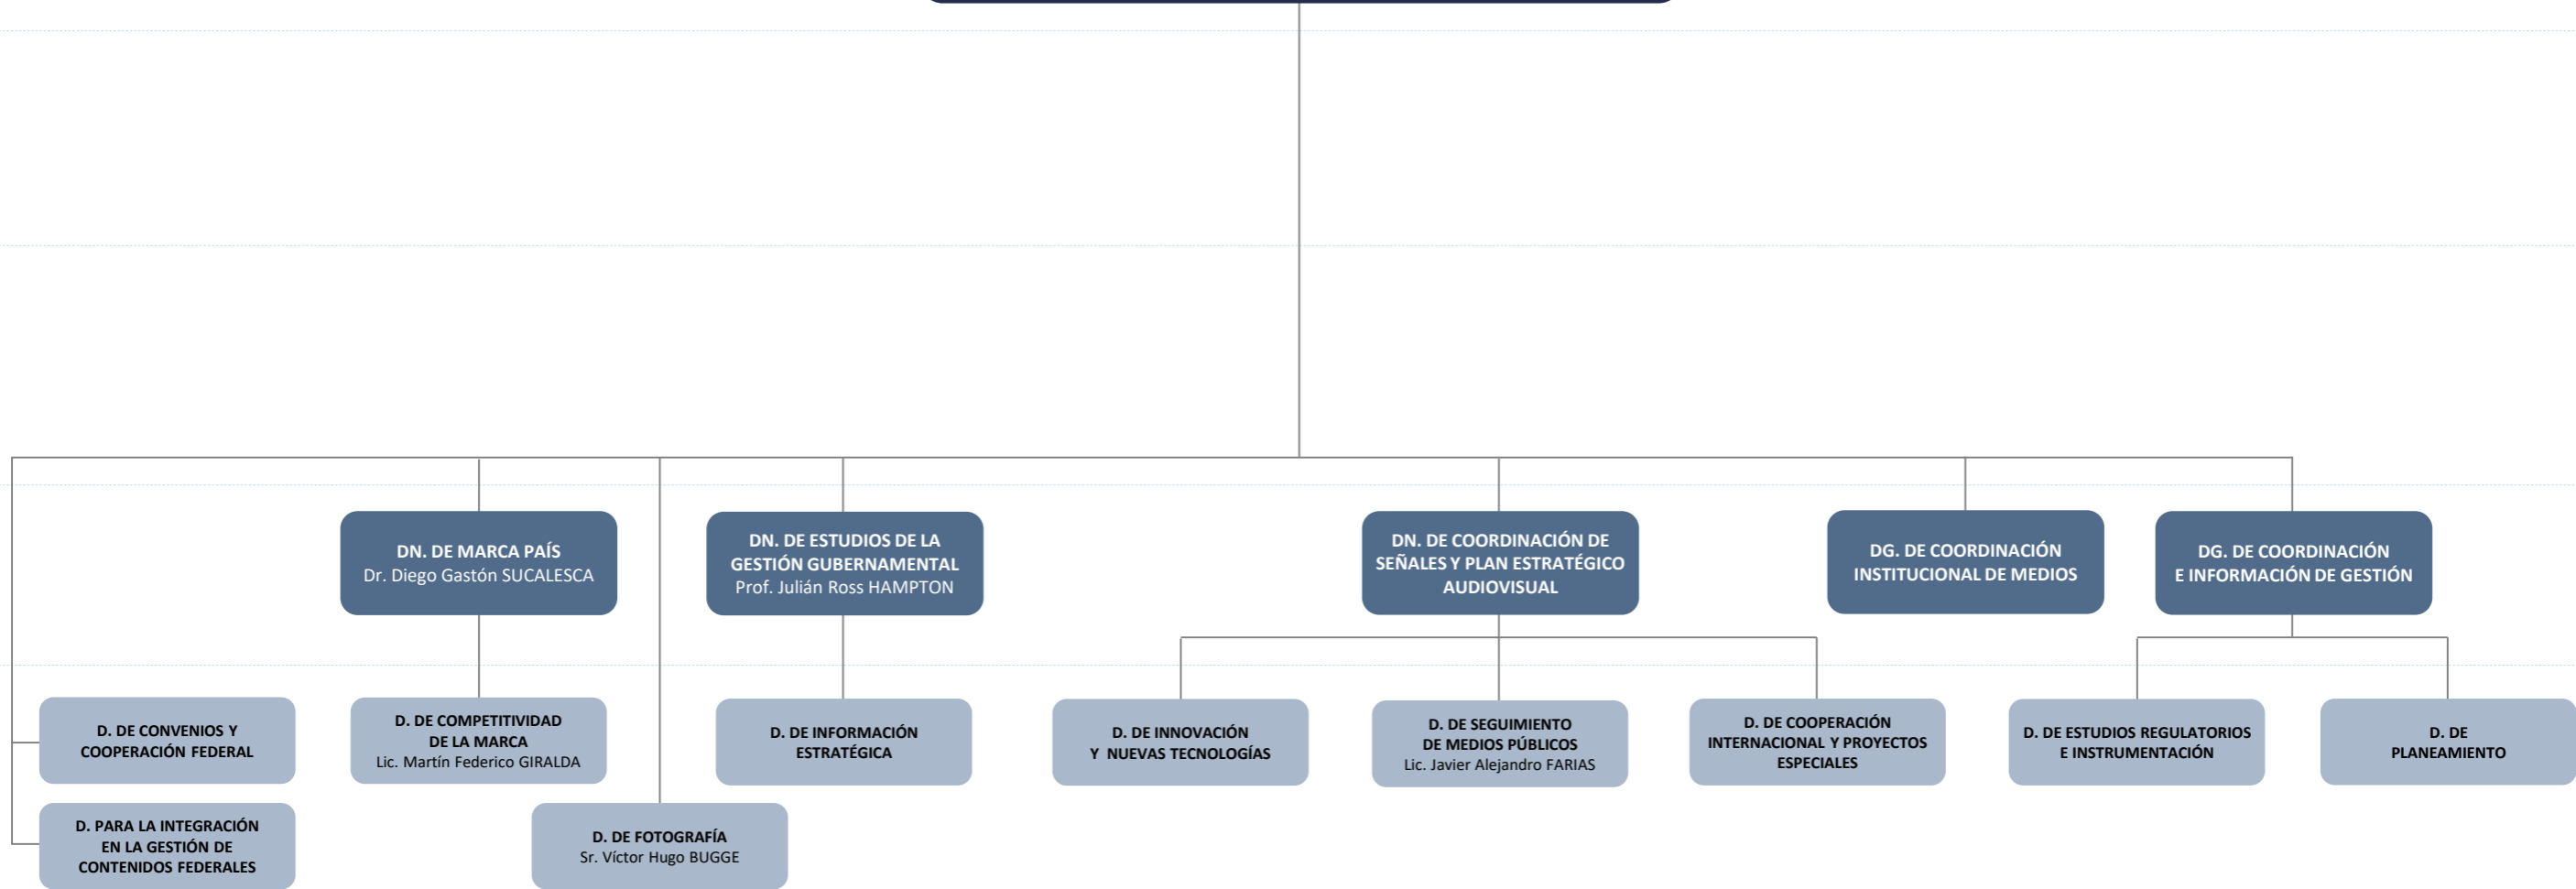 DN. DE MARCA PAÍS
Dr. Diego Gastón SUCALESCA
DN. DE ESTUDIOS DE LA
GESTIÓN GUBERNAMENTAL
Prof. Julián Ross HAMPTON
DN. DE COORDINACIÓN DE
SEÑALES Y PLAN ESTRATÉGICO
AUDIOVISUAL
DG. DE COORDINACIÓN
INSTITUCIONAL DE MEDIOS
DG. DE COORDINACIÓN
E INFORMACIÓN DE GESTIÓN
D. DE CONVENIOS Y
COOPERACIÓN FEDERAL
D. DE COMPETITIVIDAD
DE LA MARCA
Lic. Martín Federico GIRALDA
D. DE INFORMACIÓN
ESTRATÉGICA
D. DE INNOVACIÓN
Y NUEVAS TECNOLOGÍAS
D. DE SEGUIMIENTO
DE MEDIOS PÚBLICOS
Lic. Javier Alejandro FARIAS
D. DE COOPERACIÓN
INTERNACIONAL Y PROYECTOS
ESPECIALES
D. DE ESTUDIOS REGULATORIOS
E INSTRUMENTACIÓN
D. DE
PLANEAMIENTO
D. PARA LA INTEGRACIÓN
EN LA GESTIÓN DE
CONTENIDOS FEDERALES
D. DE FOTOGRAFÍA
Sr. Víctor Hugo BUGGE